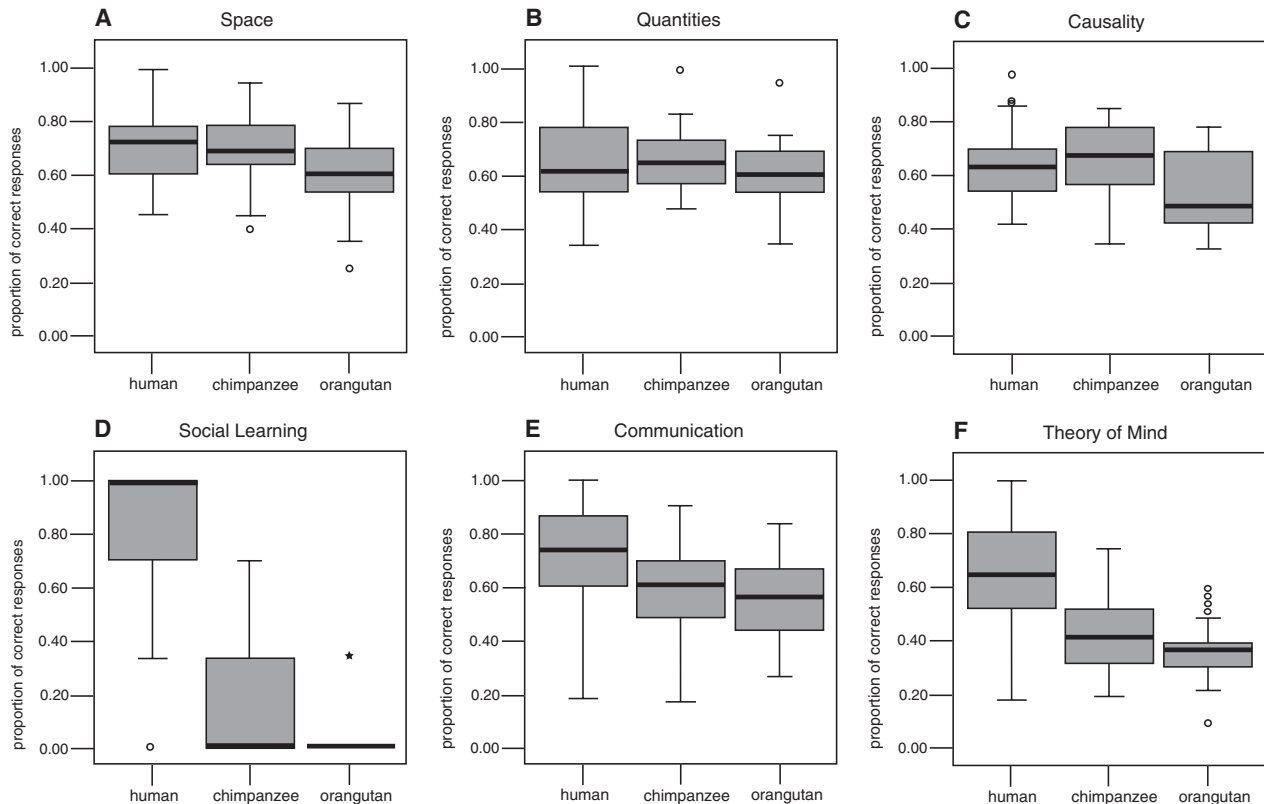 A Space
proportion of correct responses
1.00
0.80
0.60
0.40
0.20
0.00
human chimpanzee orangutan
B Quantities
proportion of correct responses
1.00
0.80
0.60
0.40
0.20
0.00
human chimpanzee orangutan
C Causality
proportion of correct responses
1.00
0.80
0.60
0.40
0.20
0.00
human chimpanzee orangutan
D Social Learning
proportion of correct responses
1.00
0.80
0.60
0.40
0.20
0.00
human chimpanzee orangutan
E Communication
proportion of correct responses
1.00
0.80
0.60
0.40
0.20
0.00
human chimpanzee orangutan
F Theory of Mind
proportion of correct responses
1.00
0.80
0.60
0.40
0.20
0.00
human chimpanzee orangutan